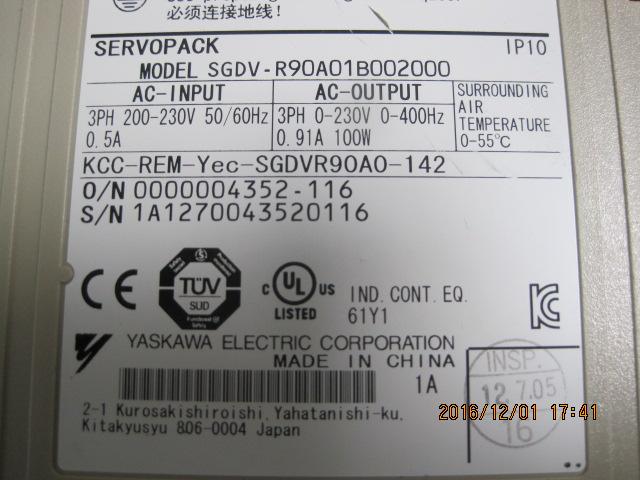 必须连接地线!
SERVOPACK IP10
MODEL SGDV-R90A01B002000
AC-INPUT
3PH 200-230V 50/60Hz
0.5A
AC-OUTPUT
3PH 0-230V 0-400Hz
0.91A 100W
SURROUNDING
AIR
TEMPERATURE
0-55℃
KCC-REM-Yec-SGDVR90A0-142
O/N 0000004352-116
S/N 1A1270043520116
CE
TÜV
SUD
C UL US
LISTED
IND. CONT. EQ.
61Y1
KC
YASKAWA ELECTRIC CORPORATION
MADE IN CHINA
1A
INSP.
12.7.05
16
2-1 Kurosakishiroishi, Yahatanishi-ku,
Kitakyusyu 806-0004 Japan
2016/12/01 17:41